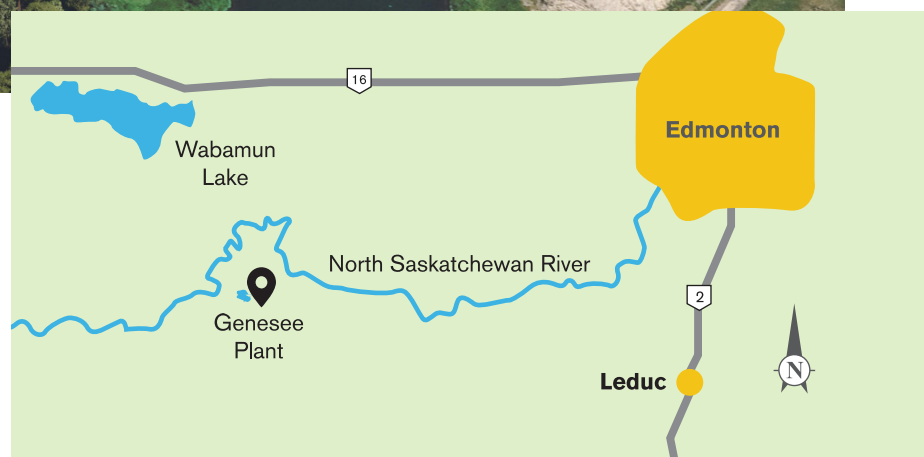 16
Edmonton
Wabamun
Lake
North Saskatchewan River
2
Genesee
Plant
Leduc
N